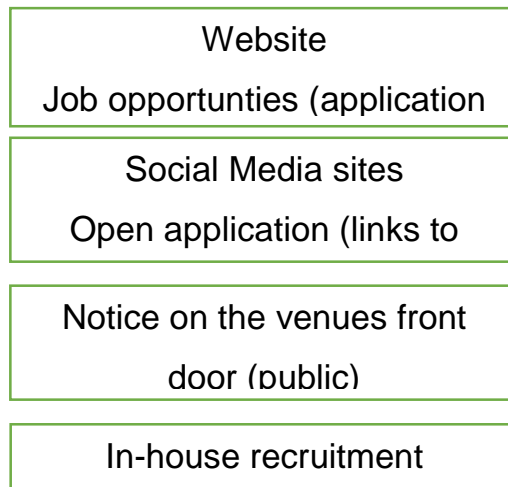 Website
Job opportunties (application
Social Media sites
Open application (links to
Notice on the venues front
door (public)
In-house recruitment